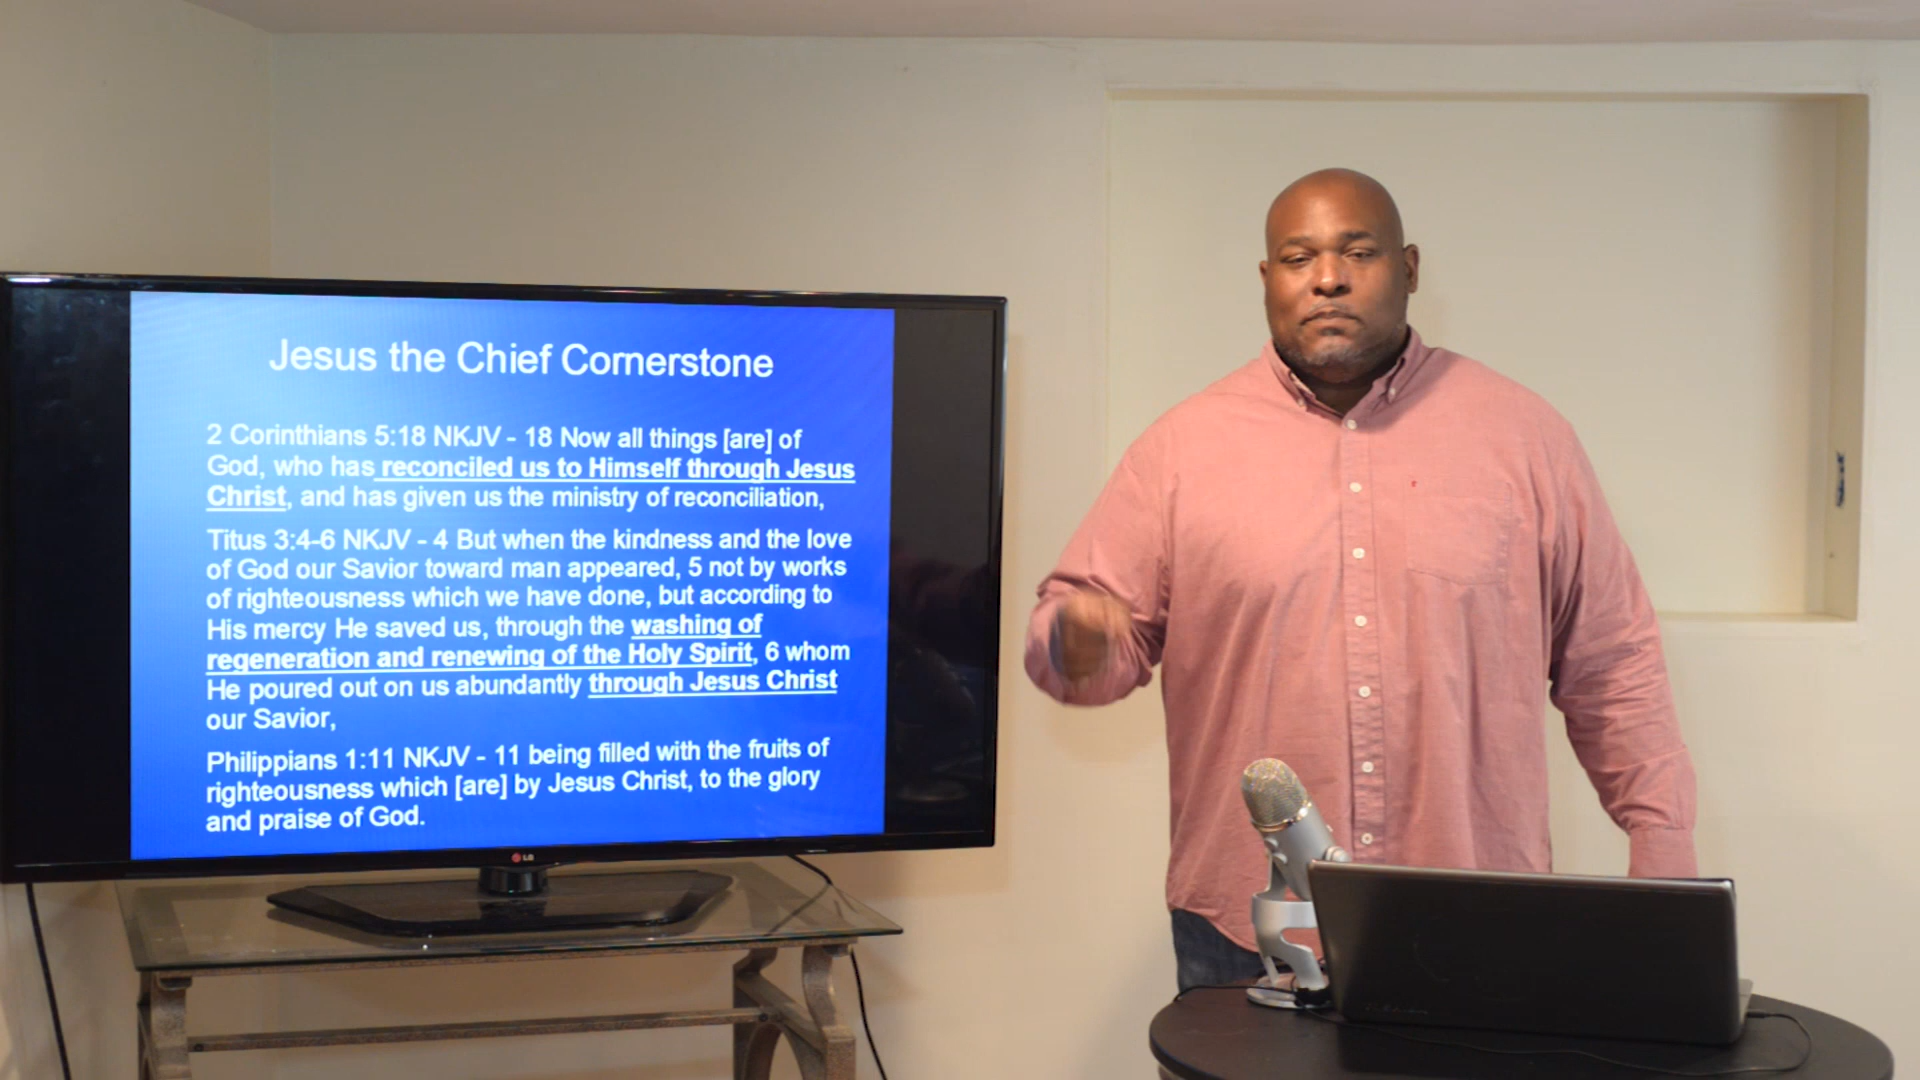 Jesus the Chief Cornerstone
2 Corinthians 5:18 NKJV - 18 Now all things [are] of
God, who has reconciled us to Himself through Jesus
Christ, and has given us the ministry of reconciliation,
Titus 3:4-6 NKJV - 4 But when the kindness and the love
of God our Savior toward man appeared, 5 not by works
of righteousness which we have done, but according to
His mercy He saved us, through the washing of
regeneration and renewing of the Holy Spirit, 6 whom
He poured out on us abundantly through Jesus Christ
our Savior,
Philippians 1:11 NKJV - 11 being filled with the fruits of
righteousness which [are] by Jesus Christ, to the glory
and praise of God.
LG